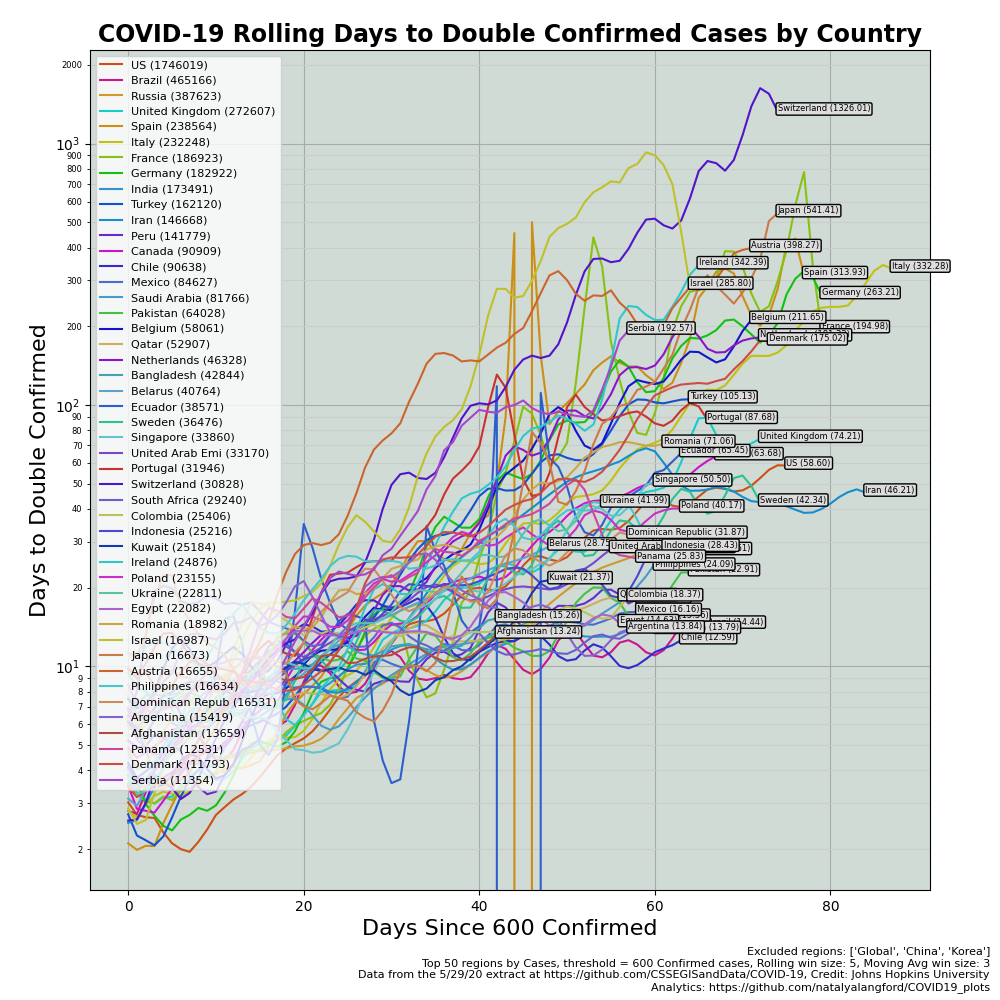 COVID-19 Rolling Days to Double Confirmed Cases by Country
Days to Double Confirmed
2000
10^3
900
800
700
600
500
400
300
200
10^2
90
80
70
60
50
40
30
20
10^1
9
8
7
6
5
4
3
2
US (1746019)
Brazil (465166)
Russia (387623)
United Kingdom (272607)
Spain (238564)
Italy (232248)
France (186923)
Germany (182922)
India (173491)
Turkey (162120)
Iran (146668)
Peru (141779)
Canada (90909)
Chile (90638)
Mexico (84627)
Saudi Arabia (81766)
Pakistan (64028)
Belgium (58061)
Qatar (52907)
Netherlands (46328)
Bangladesh (42844)
Belarus (40764)
Ecuador (38571)
Sweden (36476)
Singapore (33860)
United Arab Emi (33170)
Portugal (31946)
Switzerland (30828)
South Africa (29240)
Colombia (25406)
Indonesia (25216)
Kuwait (25184)
Ireland (24876)
Poland (23155)
Ukraine (22811)
Egypt (22082)
Romania (18982)
Israel (16987)
Japan (16673)
Austria (16655)
Philippines (16634)
Dominican Repub (16531)
Argentina (15419)
Afghanistan (13659)
Panama (12531)
Denmark (11793)
Serbia (11354)
Switzerland (1326.01)
Japan (541.41)
Austria (398.27)
Ireland (342.39)
Italy (332.28)
Spain (313.93)
Israel (285.80)
Germany (263.21)
Belgium (211.65)
Serbia (192.57)
France (194.98)
Denmark (175.02)
Turkey (105.13)
Portugal (87.68)
United Kingdom (74.21)
Romania (71.06)
Ecuador (65.45)
(63.68)
US (58.60)
Singapore (50.50)
Iran (46.21)
Ukraine (41.99)
Sweden (42.34)
Poland (40.17)
Dominican Republic (31.87)
Belarus (28.75
United Arab
Indonesia (28.43)
Panama (25.83)
Philippines (24.09)
22.91)
Kuwait (21.37)
Colombia (18.37)
Mexico (16.16)
Bangladesh (15.26)
14.44)
Argentina (13.84)
(13.79)
Afghanistan (13.24)
Chile (12.59)
0
20
40
60
80
Days Since 600 Confirmed
Excluded regions: ['Global', 'China', 'Korea']
Top 50 regions by Cases, threshold = 600 Confirmed cases, Rolling win size: 5, Moving Avg win size: 3
Data from the 5/29/20 extract at https://github.com/CSSEGISandData/COVID-19, Credit: Johns Hopkins University
Analytics: https://github.com/natalyalangford/COVID19_plots